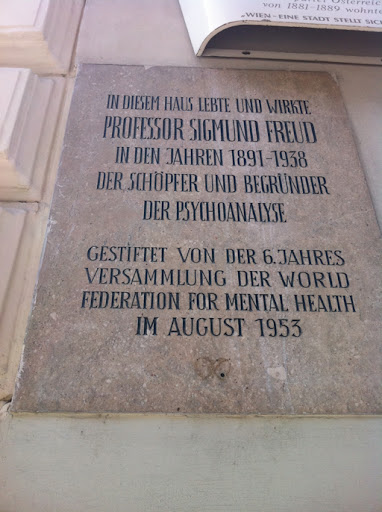 von 1881-1889 wohnte
„WIEN – EINE STADT STELLT SICH
IN DIESEM HAUS LEBTE UND WIRKTE
PROFESSOR SIGMUND FREUD
IN DEN JAHREN 1891-1938
DER SCHÖPFER UND BEGRÜNDER
DER PSYCHOANALYSE
GESTIFTET VON DER 6. JAHRES
VERSAMMLUNG DER WORLD
FEDERATION FOR MENTAL HEALTH
IM AUGUST 1953